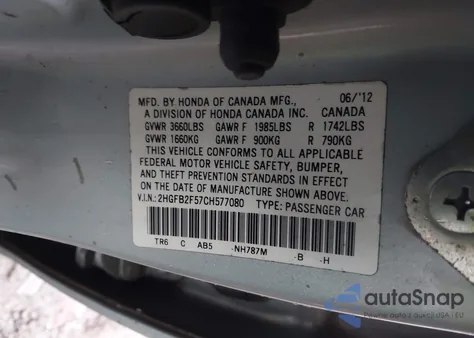 MFD. BY HONDA OF CANADA MFG., 06/'12
A DIVISION OF HONDA CANADA INC. CANADA
GVWR 3660LBS GAWR F 1985LBS R 1742LBS
GVWR 1660KG GAWR F 900KG R 790KG
THIS VEHICLE CONFORMS TO ALL APPLICABLE
FEDERAL MOTOR VEHICLE SAFETY, BUMPER,
AND THEFT PREVENTION STANDARDS IN EFFECT
ON THE DATE OF MANUFACTURE SHOWN ABOVE.
V.I.N.: 2HGFB2F57CH577080 TYPE: PASSENGER CAR
TR6 C AB5 NH787M -B -H
autoSnap